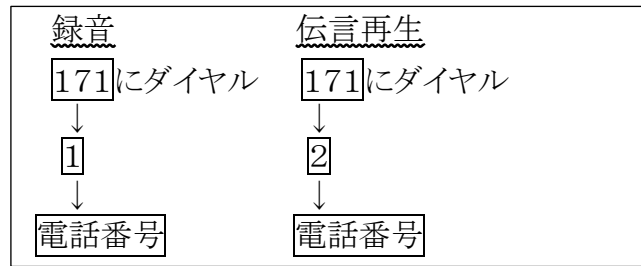 録音 伝言再生
171にダイヤル 171にダイヤル
↓ ↓
1 2
↓ ↓
電話番号 電話番号